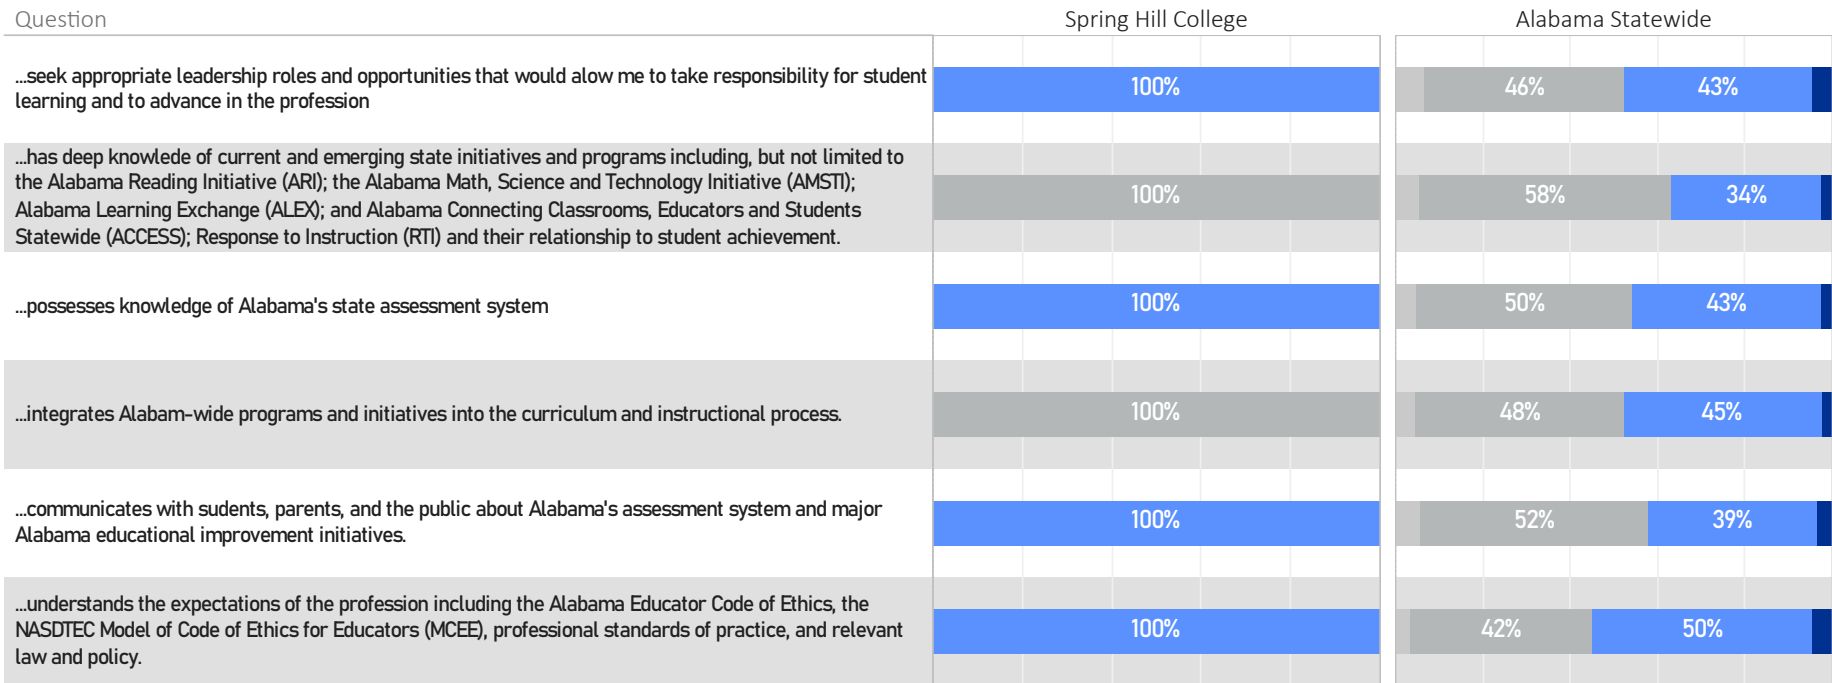 Question
Spring Hill College
Alabama Statewide
...seek appropriate leadership roles and opportunities that would alow me to take responsibility for student
learning and to advance in the profession
100%
46%
43%
...has deep knowlede of current and emerging state initiatives and programs including, but not limited to
the Alabama Reading Initiative (ARI); the Alabama Math, Science and Technology Initiative (AMSTI);
Alabama Learning Exchange (ALEX); and Alabama Connecting Classrooms, Educators and Students
Statewide (ACCESS); Response to Instruction (RTI) and their relationship to student achievement.
100%
58%
34%
...possesses knowledge of Alabama's state assessment system
100%
50%
43%
...integrates Alabam-wide programs and initiatives into the curriculum and instructional process.
100%
48%
45%
...communicates with sudents, parents, and the public about Alabama's assessment system and major
Alabama educational improvement initiatives.
100%
52%
39%
...understands the expectations of the profession including the Alabama Educator Code of Ethics, the
NASDTEC Model of Code of Ethics for Educators (MCEE), professional standards of practice, and relevant
law and policy.
100%
42%
50%